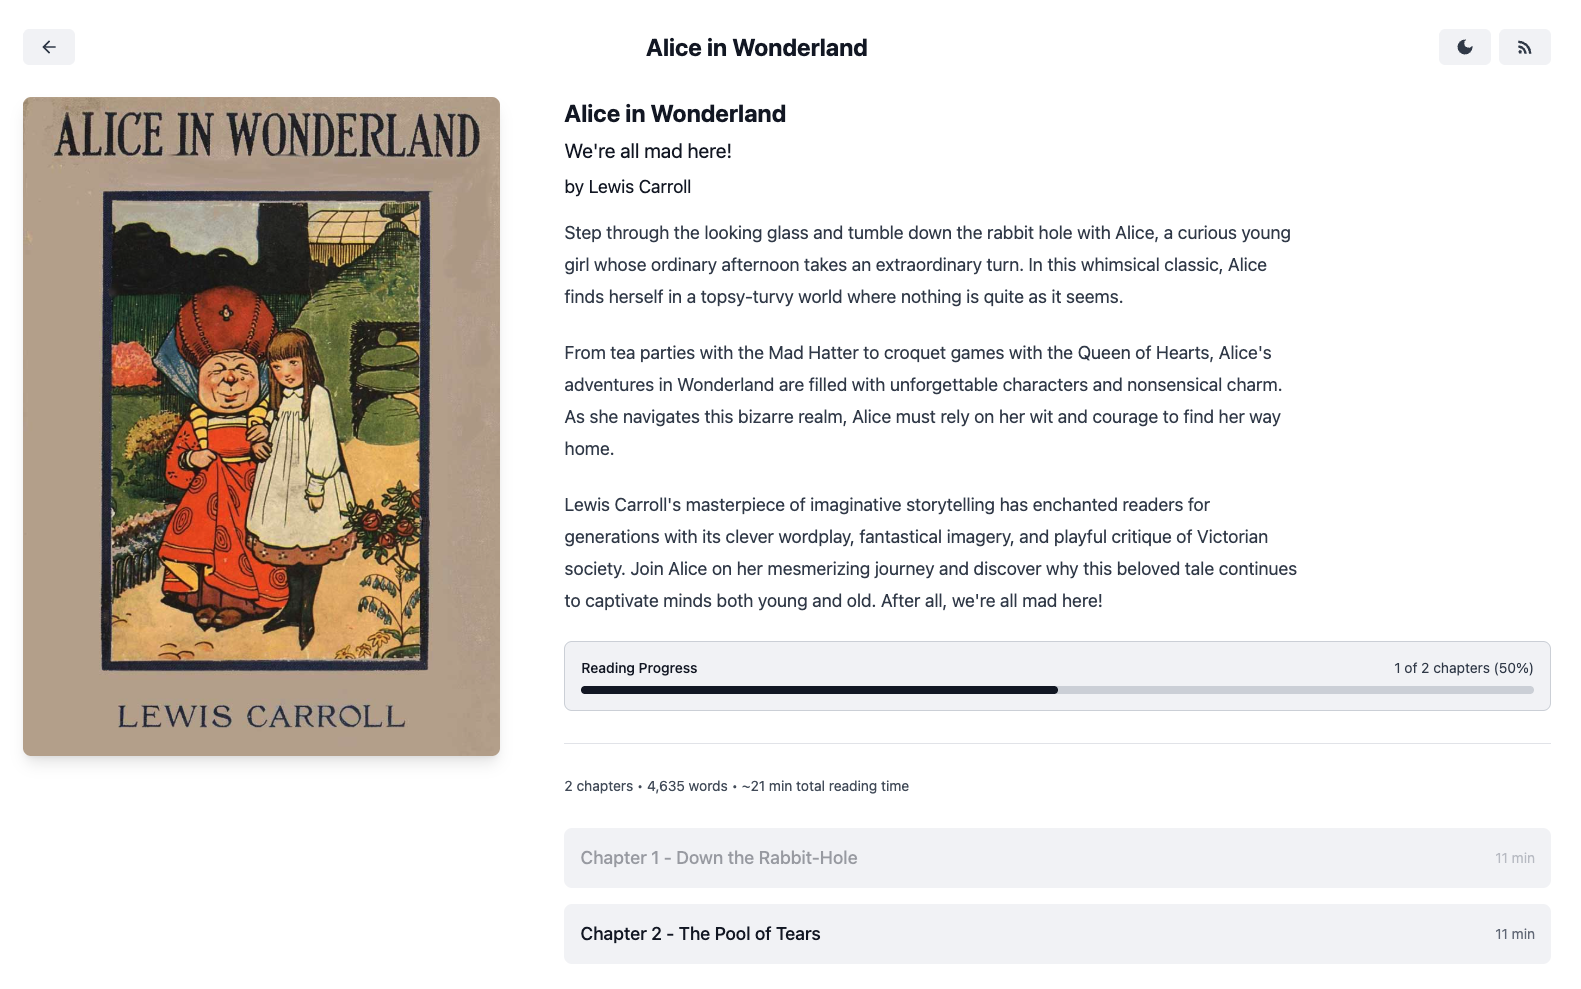 Alice in Wonderland
ALICE IN WONDERLAND
LEWIS CARROLL
Alice in Wonderland
We're all mad here!
by Lewis Carroll
Step through the looking glass and tumble down the rabbit hole with Alice, a curious young
girl whose ordinary afternoon takes an extraordinary turn. In this whimsical classic, Alice
finds herself in a topsy-turvy world where nothing is quite as it seems.
From tea parties with the Mad Hatter to croquet games with the Queen of Hearts, Alice's
adventures in Wonderland are filled with unforgettable characters and nonsensical charm.
As she navigates this bizarre realm, Alice must rely on her wit and courage to find her way
home.
Lewis Carroll's masterpiece of imaginative storytelling has enchanted readers for
generations with its clever wordplay, fantastical imagery, and playful critique of Victorian
society. Join Alice on her mesmerizing journey and discover why this beloved tale continues
to captivate minds both young and old. After all, we're all mad here!
Reading Progress 1 of 2 chapters (50%)
2 chapters • 4,635 words • ~21 min total reading time
Chapter 1 - Down the Rabbit-Hole 11 min
Chapter 2 - The Pool of Tears 11 min